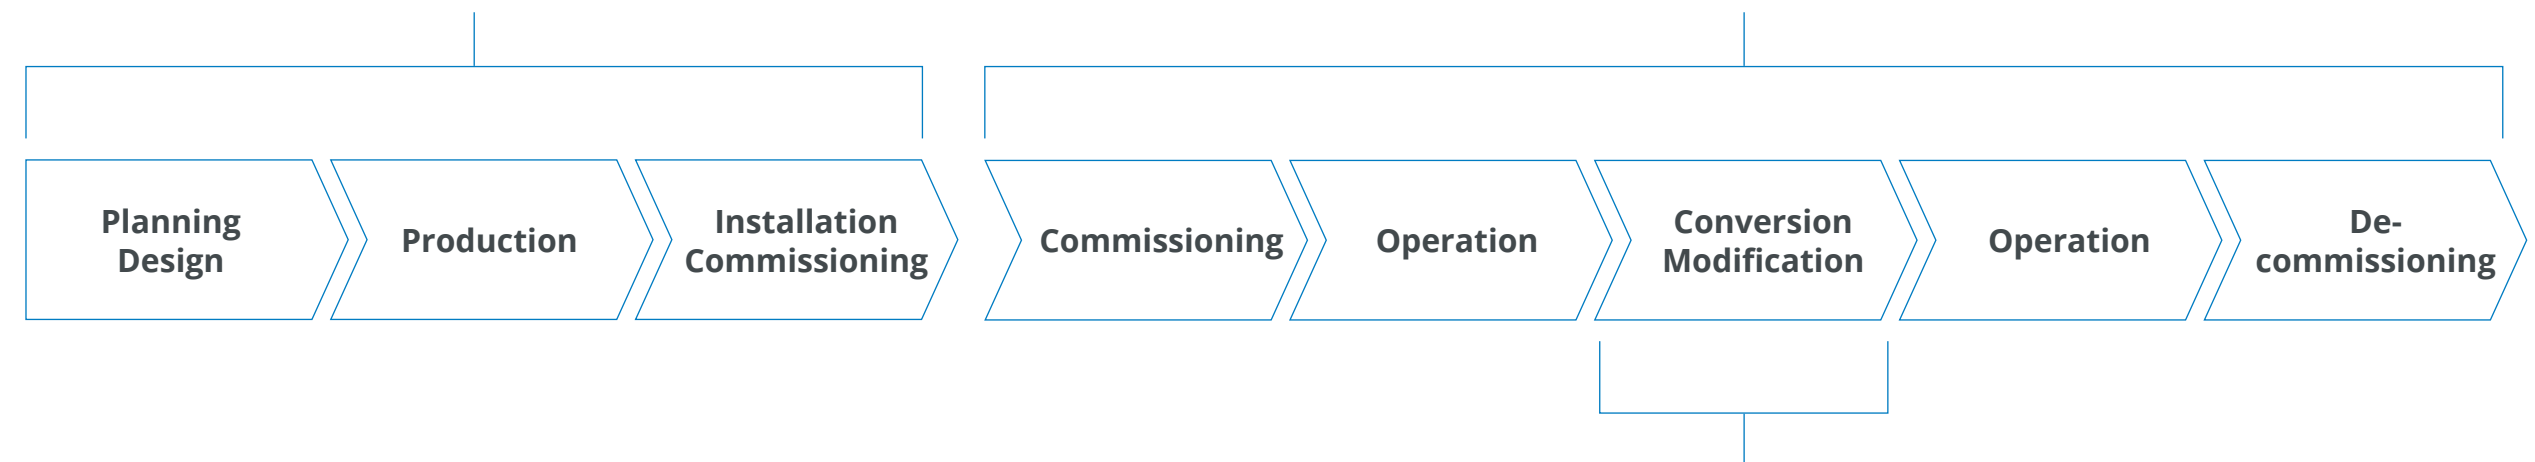 Planning
Design
Production
Installation
Commissioning
Commissioning
Operation
Conversion
Modification
Operation
De-
commissioning